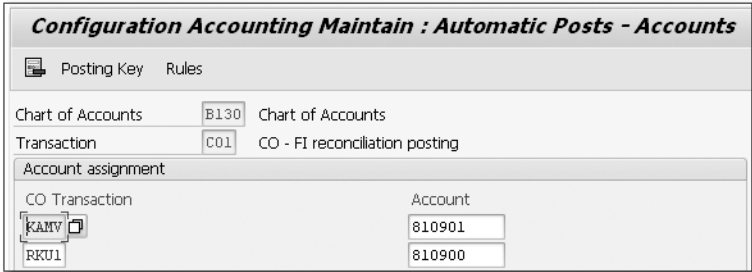 Configuration Accounting Maintain : Automatic Posts - Accounts
Posting Key Rules
Chart of Accounts B130 Chart of Accounts
Transaction CO1 CO - FI reconciliation posting
Account assignment
CO Transaction Account
KAMV 810901
RKU1 810900